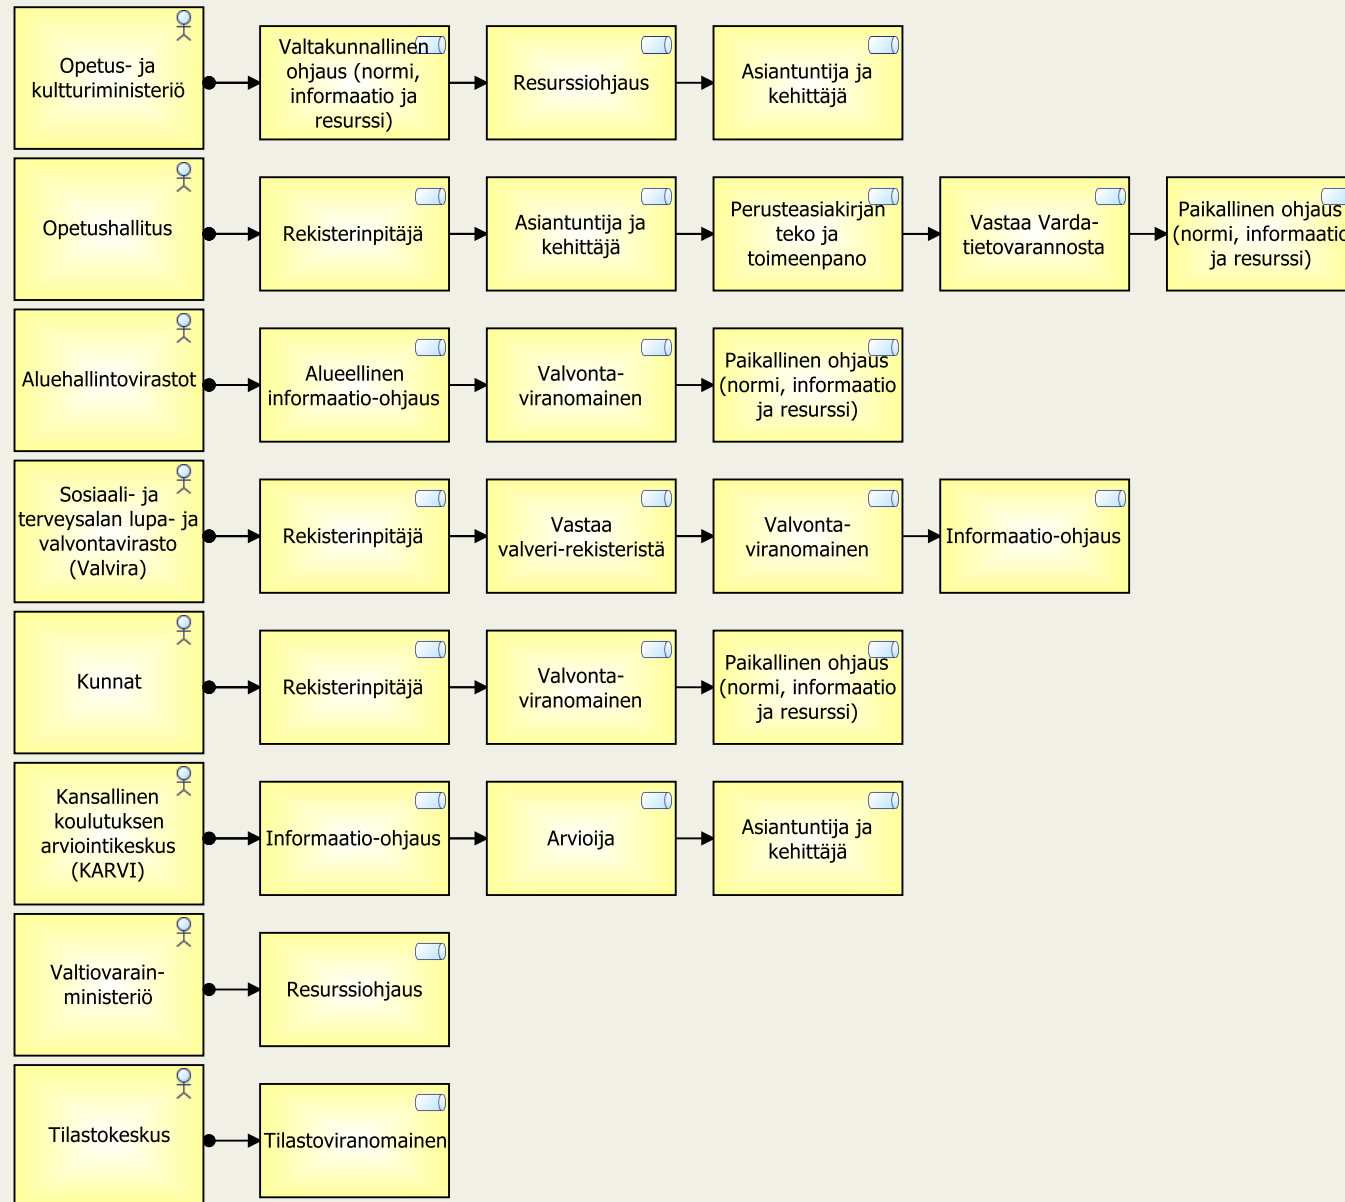 Opetus- ja
kultturiministeriö
Valtakunnallinen
ohjaus (normi,
informaatio ja
resurssi)
Resurssiohjaus
Asiantuntija ja
kehittäjä
Opetushallitus
Rekisterinpitäjä
Asiantuntija ja
kehittäjä
Perusteasiakirjan
teko ja
toimeenpano
Vastaa Varda-
tietovarannosta
Paikallinen ohjaus
(normi, informaatio
ja resurssi)
Aluehallintovirastot
Alueellinen
informaatio-ohjaus
Valvonta-
viranomainen
Paikallinen ohjaus
(normi, informaatio
ja resurssi)
Sosiaali- ja
terveysalan lupa- ja
valvontavirasto
(Valvira)
Rekisterinpitäjä
Vastaa
valveri-rekisteristä
Valvonta-
viranomainen
Informaatio-ohjaus
Kunnat
Rekisterinpitäjä
Valvonta-
viranomainen
Paikallinen ohjaus
(normi, informaatio
ja resurssi)
Kansallinen
koulutuksen
arviointikeskus
(KARVI)
Informaatio-ohjaus
Arvioija
Asiantuntija ja
kehittäjä
Valtiovarain-
ministeriö
Resurssiohjaus
Tilastokeskus
Tilastoviranomainen